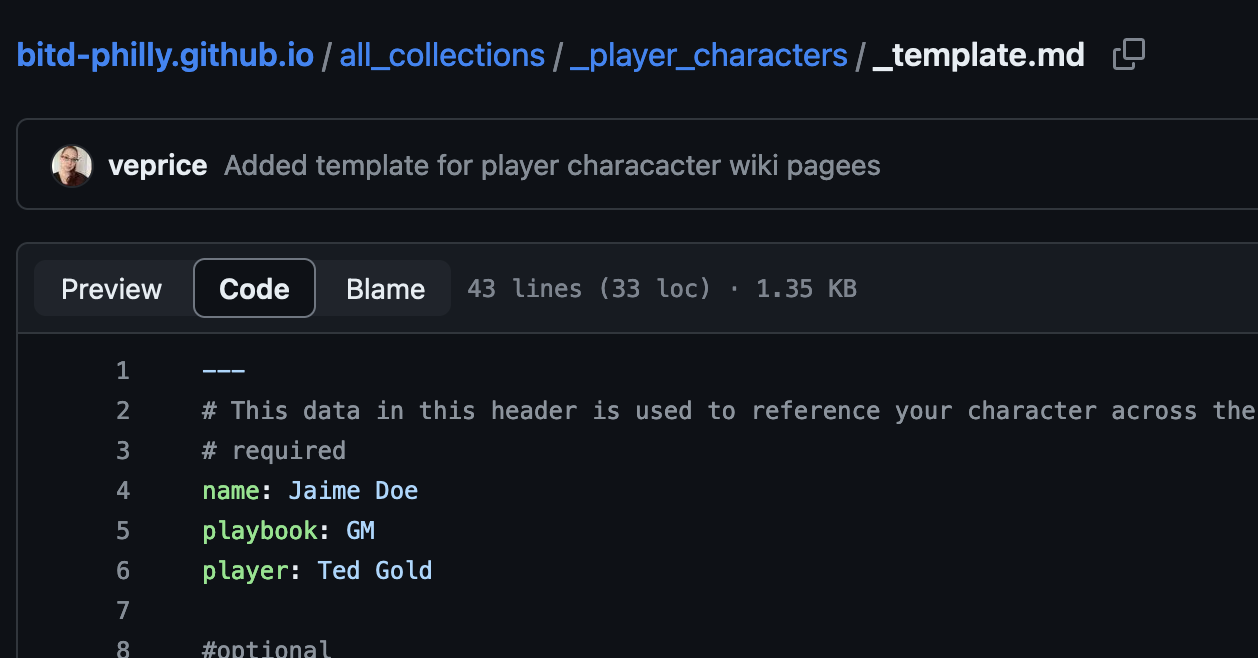 bitd-philly.github.io / all_collections / _player_characters / _template.md
veprice Added template for player characacter wiki pagees
Preview Code Blame 43 lines (33 loc) · 1.35 KB
1 ---
2 # This data in this header is used to reference your character across the
3 # required
4 name: Jaime Doe
5 playbook: GM
6 player: Ted Gold
7
8 #optional